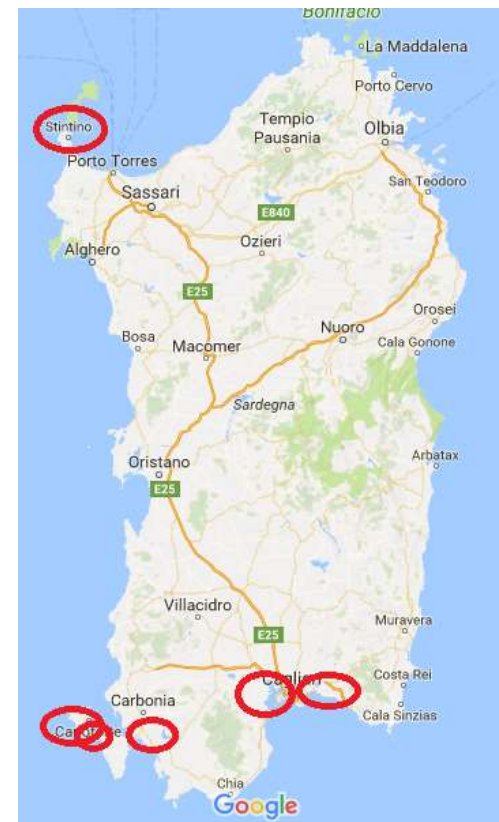 Bonifacio
La Maddalena
Porto Cervo
Stintino
Tempio
Pausania
Olbia
Porto Torres
San Teodoro
Sassari
E840
Ozieri
Alghero
E25
Orosei
Nuoro
Bosa
Cala Gonone
Macomer
Sardegna
Arbatax
Oristano
E25
Villacidro
Muravera
E25
Cagliari
Costa Rei
Carbonia
Cala Sinzias
Carloforte
Chia
Google